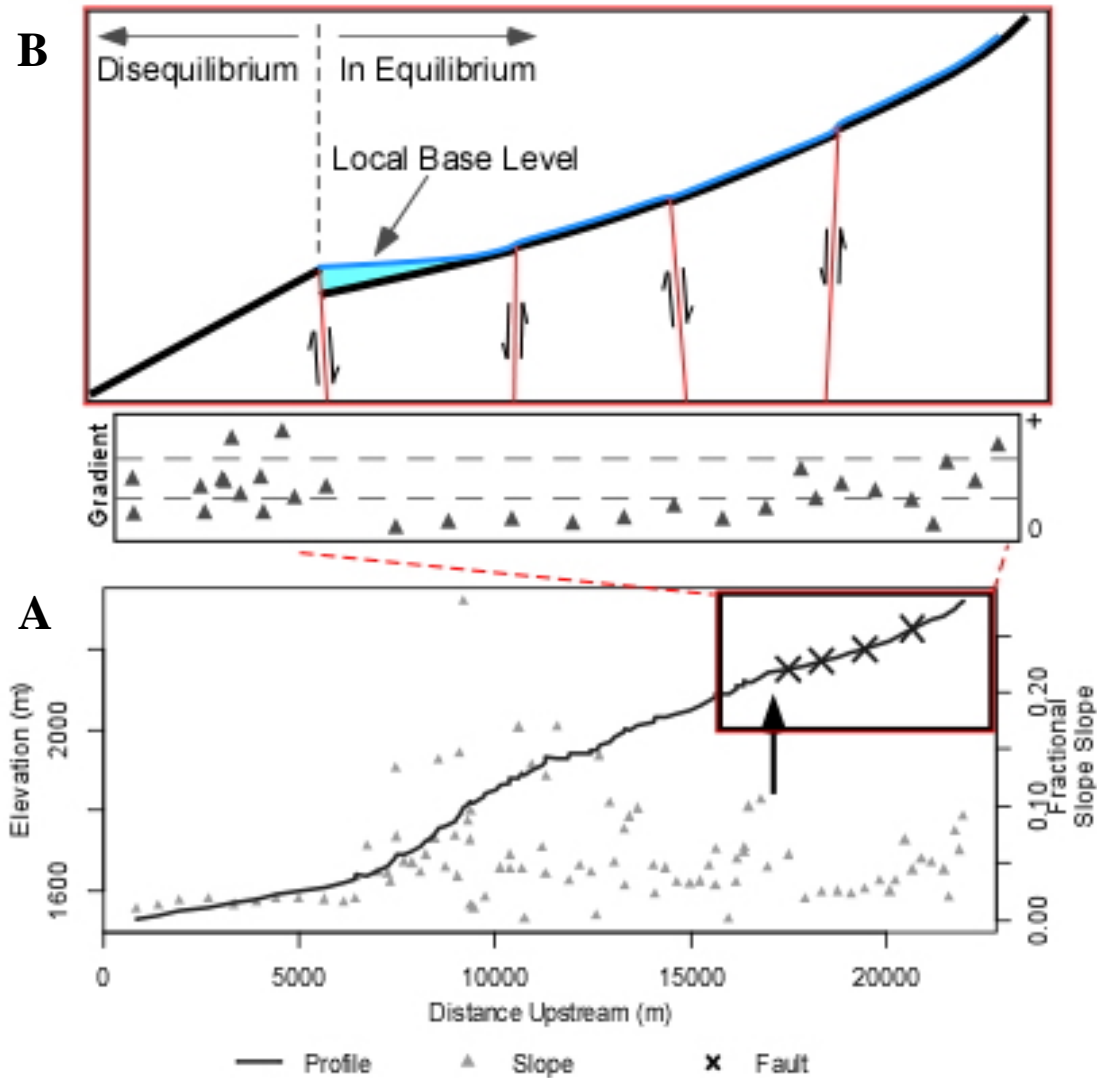 B
Disequilibrium
In Equilibrium
Local Base Level
Gradient
+
0
A
Elevation (m)
1600
2000
0.00
0.10
0.20
Fractional
Slope Slope
0
5000
10000
15000
20000
Distance Upstream (m)
Profile
Slope
Fault